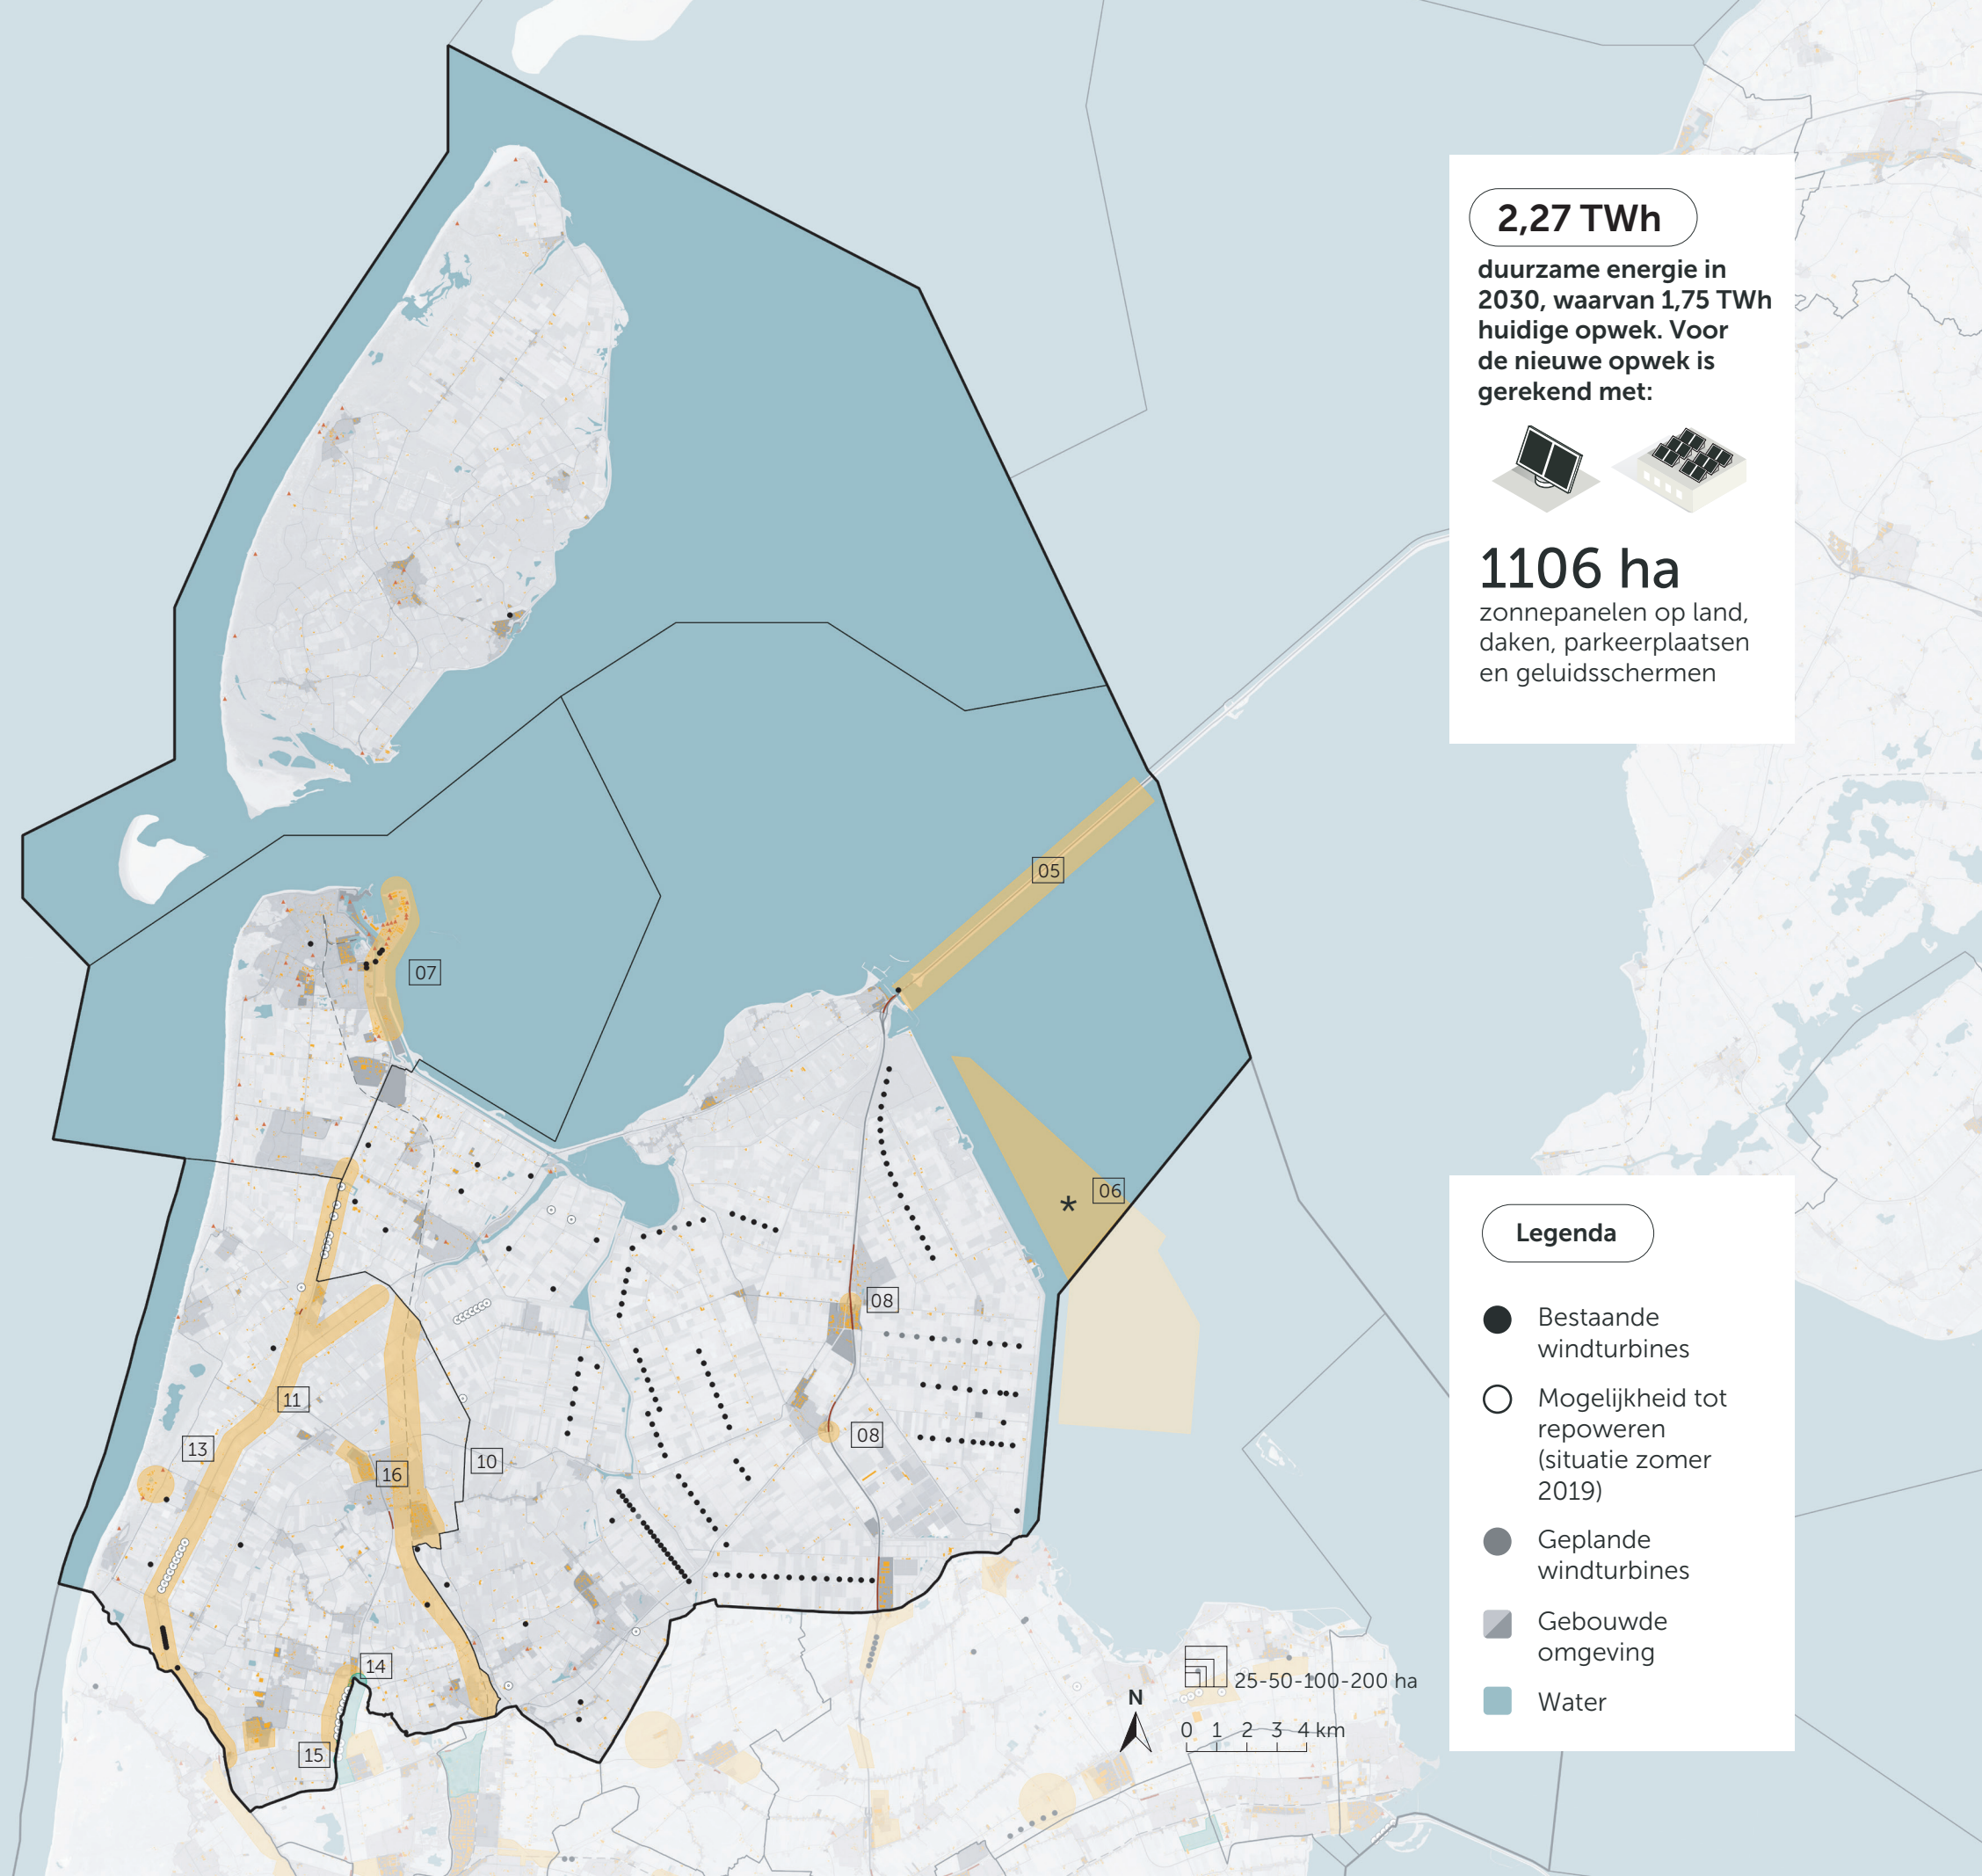 2,27 TWh
duurzame energie in
2030, waarvan 1,75 TWh
huidige opwek. Voor
de nieuwe opwek is
gerekend met:
1106 ha
zonnepanelen op land,
daken, parkeerplaatsen
en geluidsschermen
05
07
06
08
11
13
08
10
16
14
15
*
25-50-100-200 ha
N
0 1 2 3 4 km
Legenda
Bestaande
windturbines
Mogelijkheid tot
repoweren
(situatie zomer
2019)
Geplande
windturbines
Gebouwde
omgeving
Water